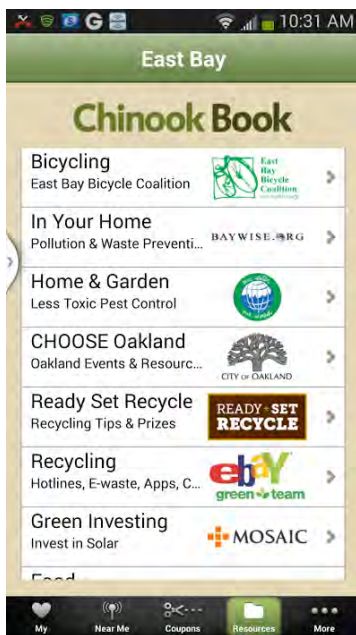 10:31 AM
East Bay
Chinook Book
Bicycling
East Bay Bicycle Coalition
East
Bay
Bicycle
Coalition
In Your Home
Pollution & Waste Preventi...
BAYWISE.ORG
Home & Garden
Less Toxic Pest Control
CHOOSE Oakland
Oakland Events & Resourc...
CITY OF OAKLAND
Ready Set Recycle
Recycling Tips & Prizes
READY SET
RECYCLE
Recycling
Hotlines, E-waste, Apps, C...
ebay
green team
Green Investing
Invest in Solar
MOSAIC
Food
My
Near Me
Coupons
Resources
More